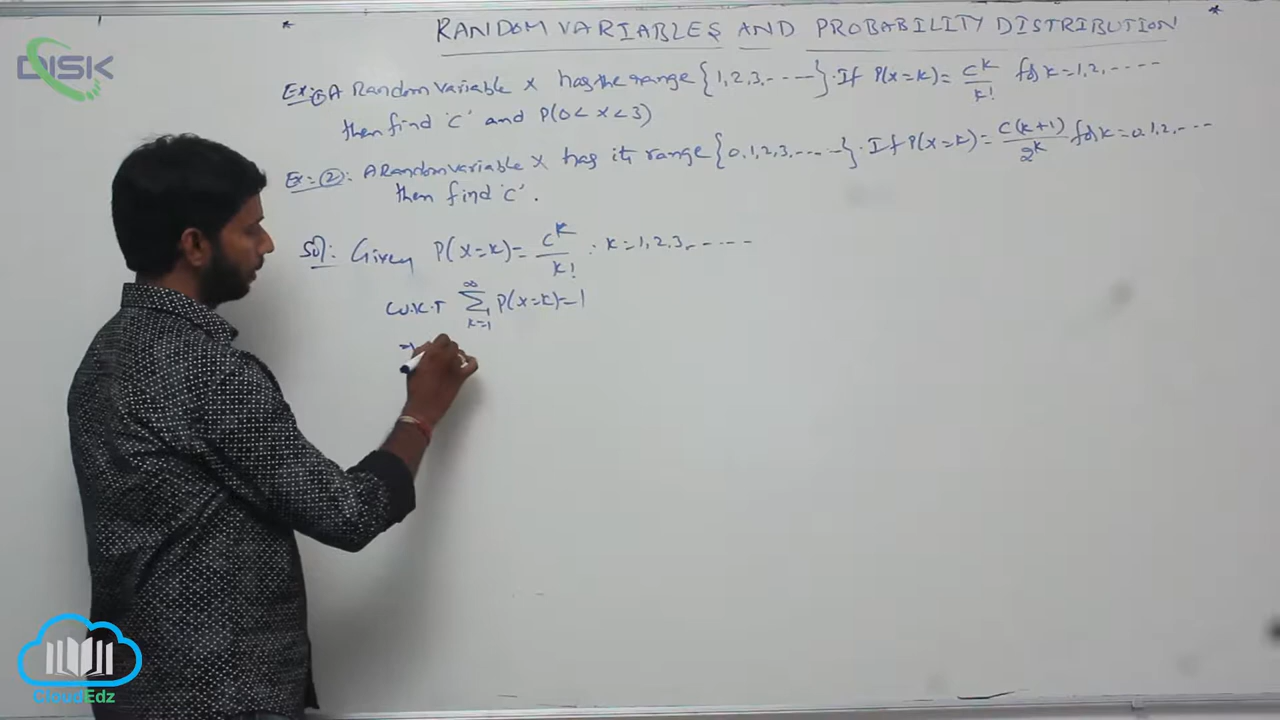 DISK
* RANDOM VARIABLES AND PROBABILITY DISTRIBUTION *
Ex:-① A Random variable X has the range {1,2,3,-----}. If P(x=k)= c^k/k! for k=1,2,----
then find 'c' and P(0<x<3)
Ex:-②: A Random variable X has its range {0,1,2,3,-----}. If P(x=k)= c(k+1)/2^k for k=0,1,2,---
then find 'c'.
Sol: Given P(x=k)= c^k/k! : k=1,2,3,-----
W.K.T ∑_{k=1}^∞ P(x=k)=1
⇒
CloudEdz